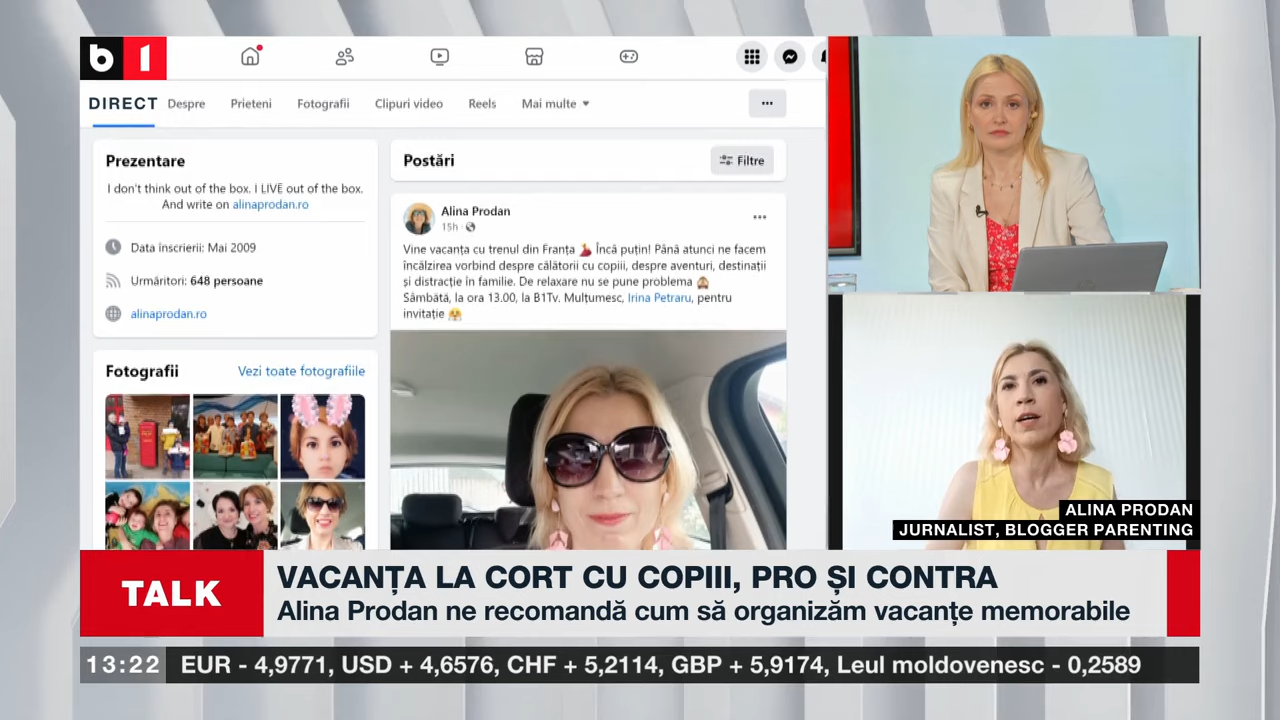 b1
DIRECT
Despre
Prieteni
Fotografii
Clipuri video
Reels
Mai multe
Prezentare
I don't think out of the box. I LIVE out of the box.
And write on alinaprodan.ro
Data înscrierii: Mai 2009
Urmăritori: 648 persoane
alinaprodan.ro
Fotografii
Vezi toate fotografiile
Postări
Filtre
Alina Prodan
15h
Vine vacanța cu trenul din Franța 💃 Încă puțin! Până atunci ne facem
încălzirea vorbind despre călătorii cu copiii, despre aventuri, destinații
și distracție în familie. De relaxare nu se pune problema 🙈
Sâmbătă, la ora 13.00, la B1Tv. Mulțumesc, Irina Petraru, pentru
invitație 🤗
ALINA PRODAN
JURNALIST, BLOGGER PARENTING
TALK
VACANȚA LA CORT CU COPIII, PRO ȘI CONTRA
Alina Prodan ne recomandă cum să organizăm vacanțe memorabile
13:22 EUR - 4,9771, USD + 4,6576, CHF + 5,2114, GBP + 5,9174, Leul moldovenesc - 0,2589